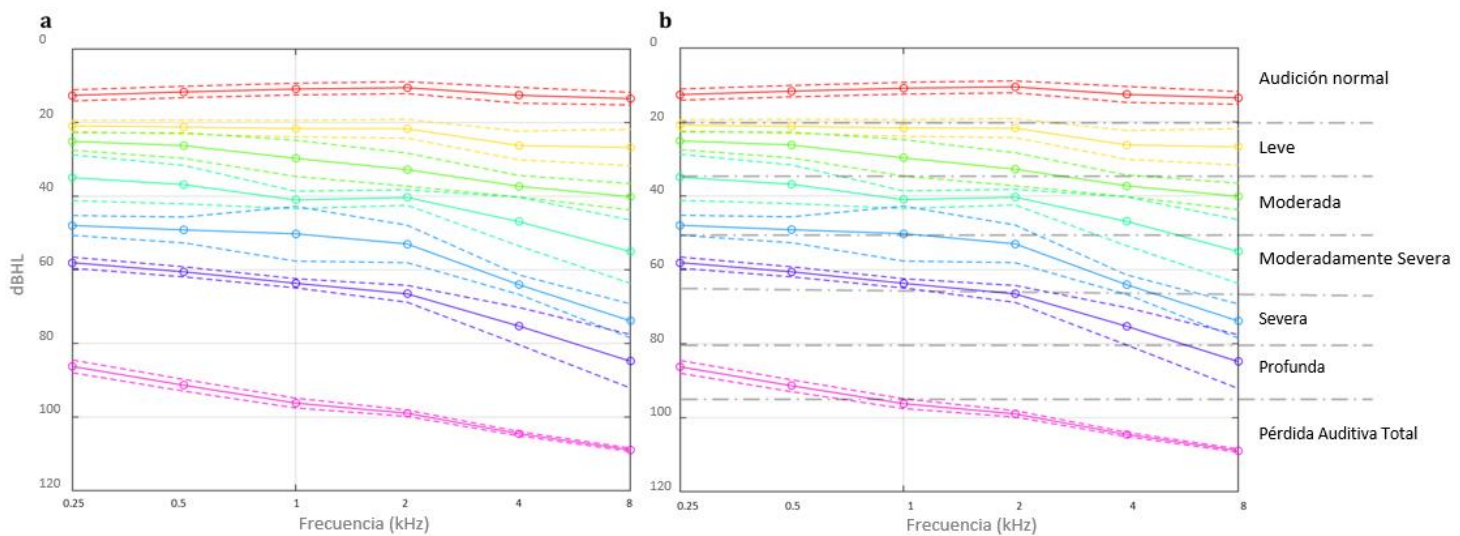 a
0
20
40
60
80
100
120
dBHL
0.25 0.5 1 2 4 8
Frecuencia (kHz)
b
0
20
40
60
80
100
120
0.25 0.5 1 2 4 8
Frecuencia (kHz)
Audición normal
Leve
Moderada
Moderadamente Severa
Severa
Profunda
Pérdida Auditiva Total